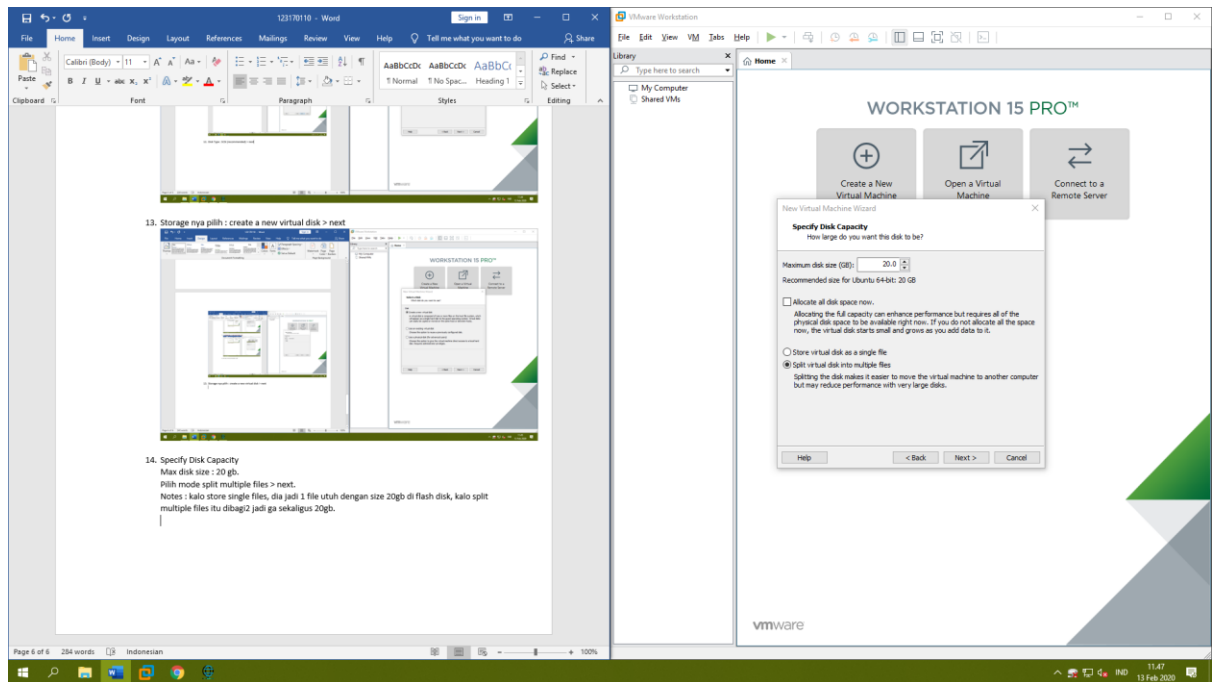 123170110 - Word
Sign in
File Home Insert Design Layout References Mailings Review View Help Tell me what you want to do Share
Paste
Calibri (Body) 11
AaBbCcDc AaBbCcDc AaBbCc
¶ Normal ¶ No Spac... Heading 1
Find
Replace
Select
Clipboard Font Paragraph Styles Editing
13. Storage nya pilih : create a new virtual disk > next
14. Specify Disk Capacity
Max disk size : 20 gb.
Pilih mode split multiple files > next.
Notes : kalo store single files, dia jadi 1 file utuh dengan size 20gb di flash disk, kalo split
multiple files itu dibagi2 jadi ga sekaligus 20gb.
Page 6 of 6 284 words Indonesian 100%
VMware Workstation
File Edit View VM Tabs Help
Library
Type here to search
My Computer
Shared VMs
Home
WORKSTATION 15 PRO™
Create a New
Virtual Machine
Open a Virtual
Machine
Connect to a
Remote Server
New Virtual Machine Wizard
Specify Disk Capacity
How large do you want this disk to be?
Maximum disk size (GB): 20.0
Recommended size for Ubuntu 64-bit: 20 GB
Allocate all disk space now.
Allocating the full capacity can enhance performance but requires all of the
physical disk space to be available right now. If you do not allocate all the space
now, the virtual disk starts small and grows as you add data to it.
Store virtual disk as a single file
Split virtual disk into multiple files
Splitting the disk makes it easier to move the virtual machine to another computer
but may reduce performance with very large disks.
Help < Back Next > Cancel
vmware
IND
11.47
13 Feb 2020